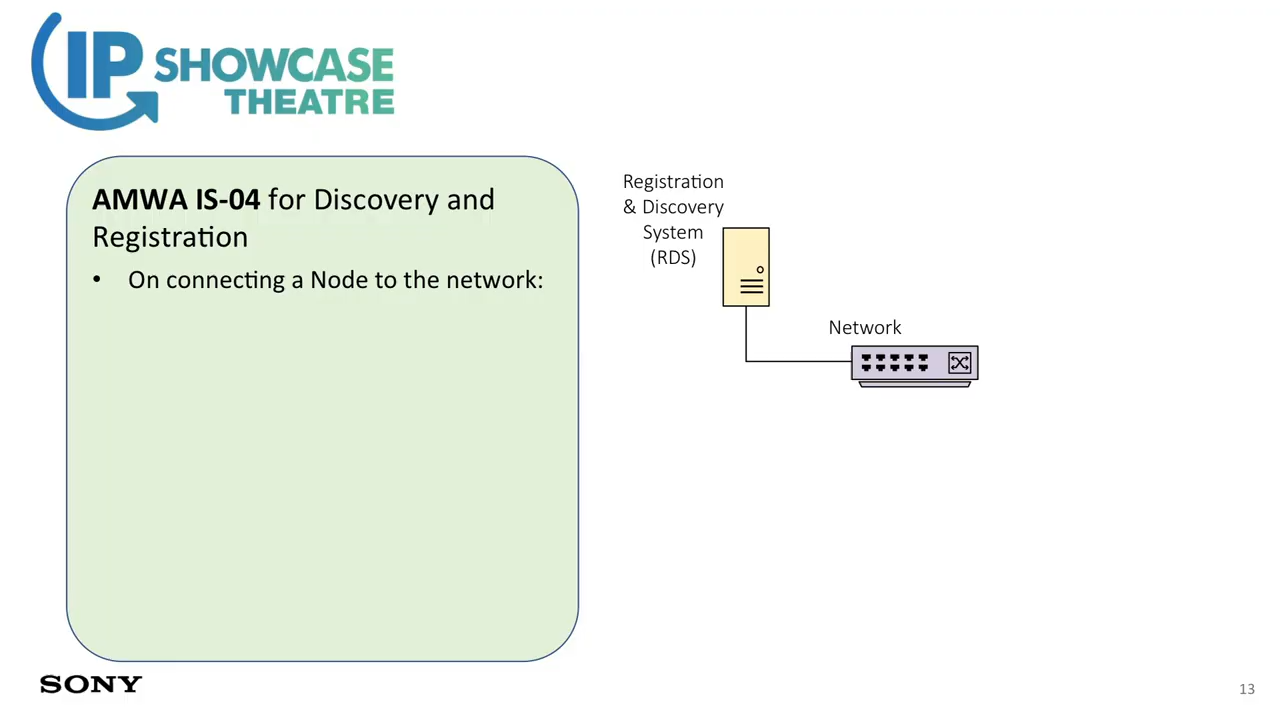 IP SHOWCASE
THEATRE
AMWA IS-04 for Discovery and
Registration
• On connecting a Node to the network:
Registration
& Discovery
System
(RDS)
Network
SONY
13